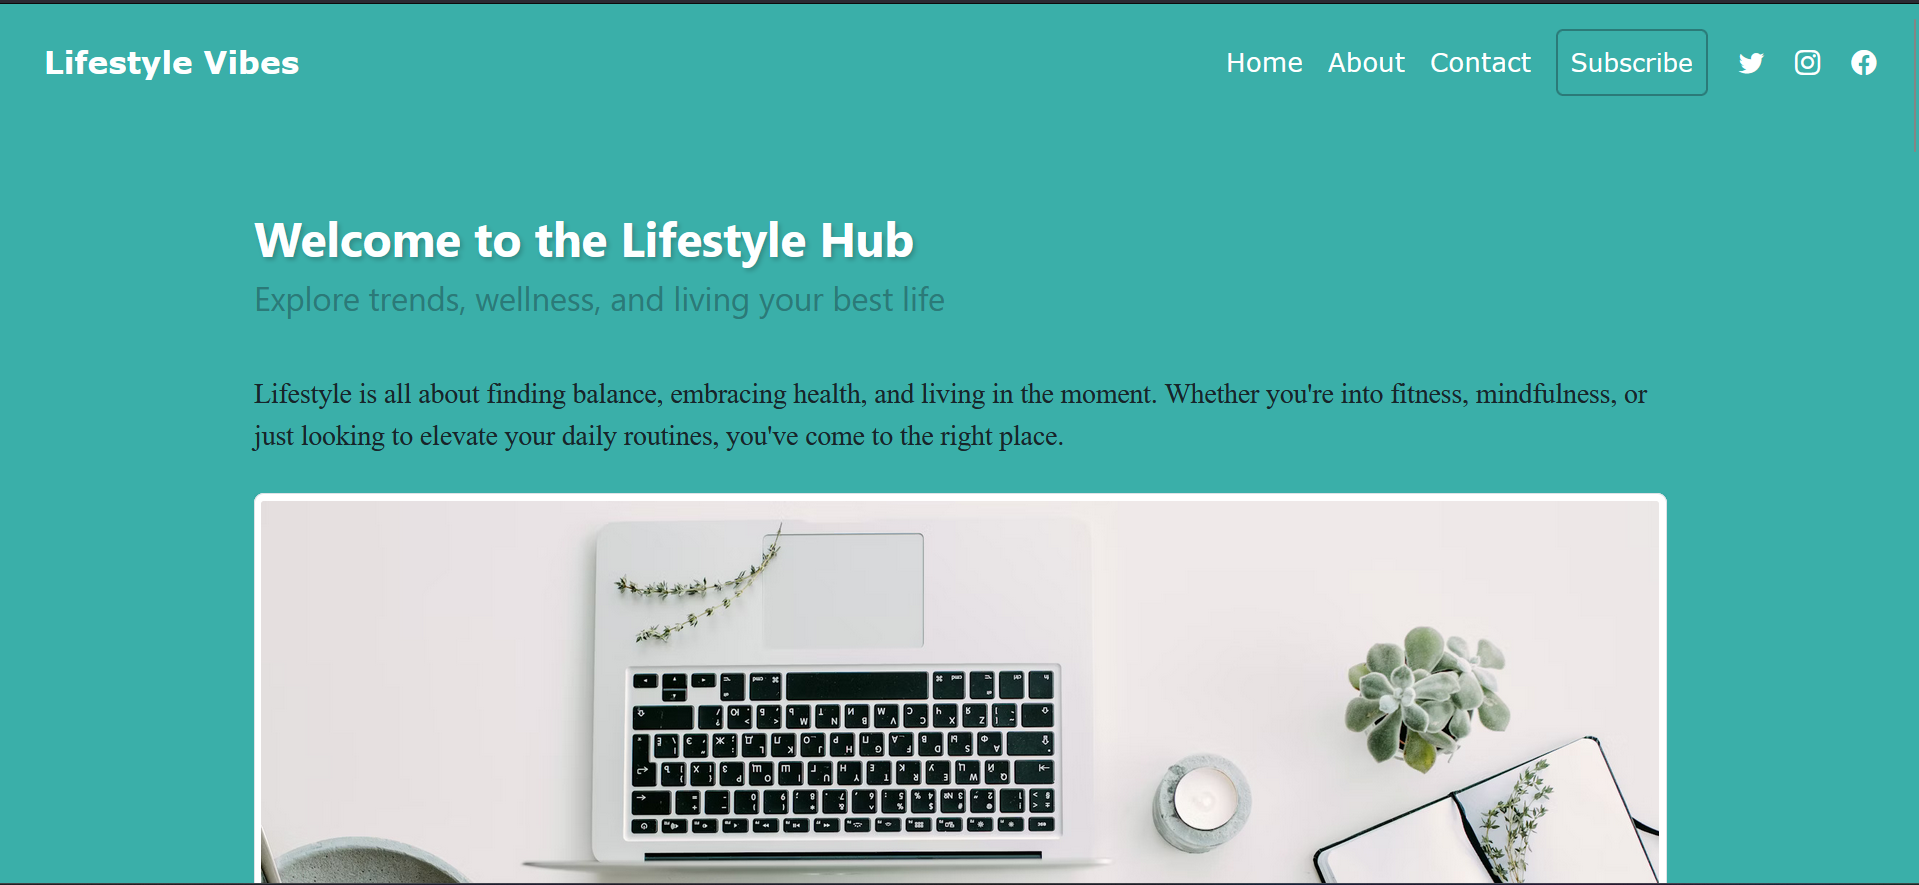 Lifestyle Vibes
Home About Contact Subscribe
Welcome to the Lifestyle Hub
Explore trends, wellness, and living your best life
Lifestyle is all about finding balance, embracing health, and living in the moment. Whether you're into fitness, mindfulness, or
just looking to elevate your daily routines, you've come to the right place.